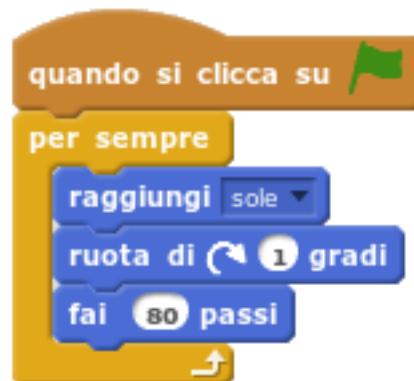 quando si clicca su
per sempre
raggiungi sole
ruota di 1 gradi
fai 80 passi